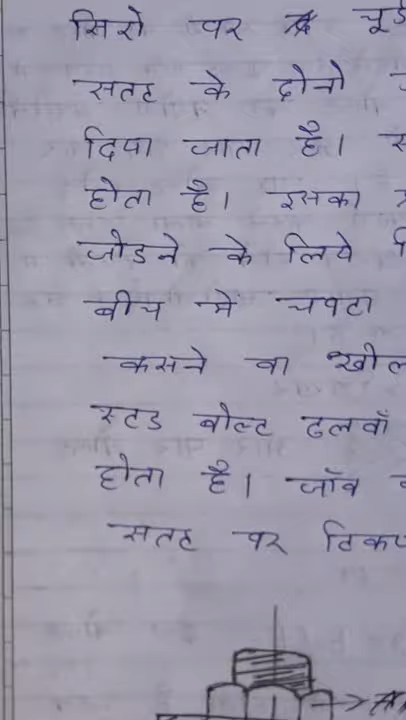 सिरो पर
सतह के दोनो
दिया जाता है।
होता है। इसका
जोडने के लिये
बीच मे चपटा
कसने वा
स्टड बोल्ट ढलवाँ
होता है। जॉब
सतह पर